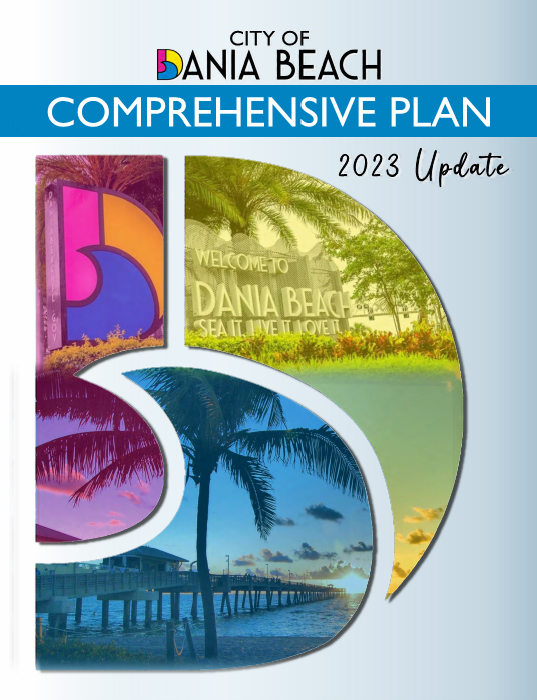 CITY OF
DANIA BEACH
COMPREHENSIVE PLAN
2023 Update
WELCOME TO
DANIA BEACH
SEA IT. LIVE IT. LOVE IT.